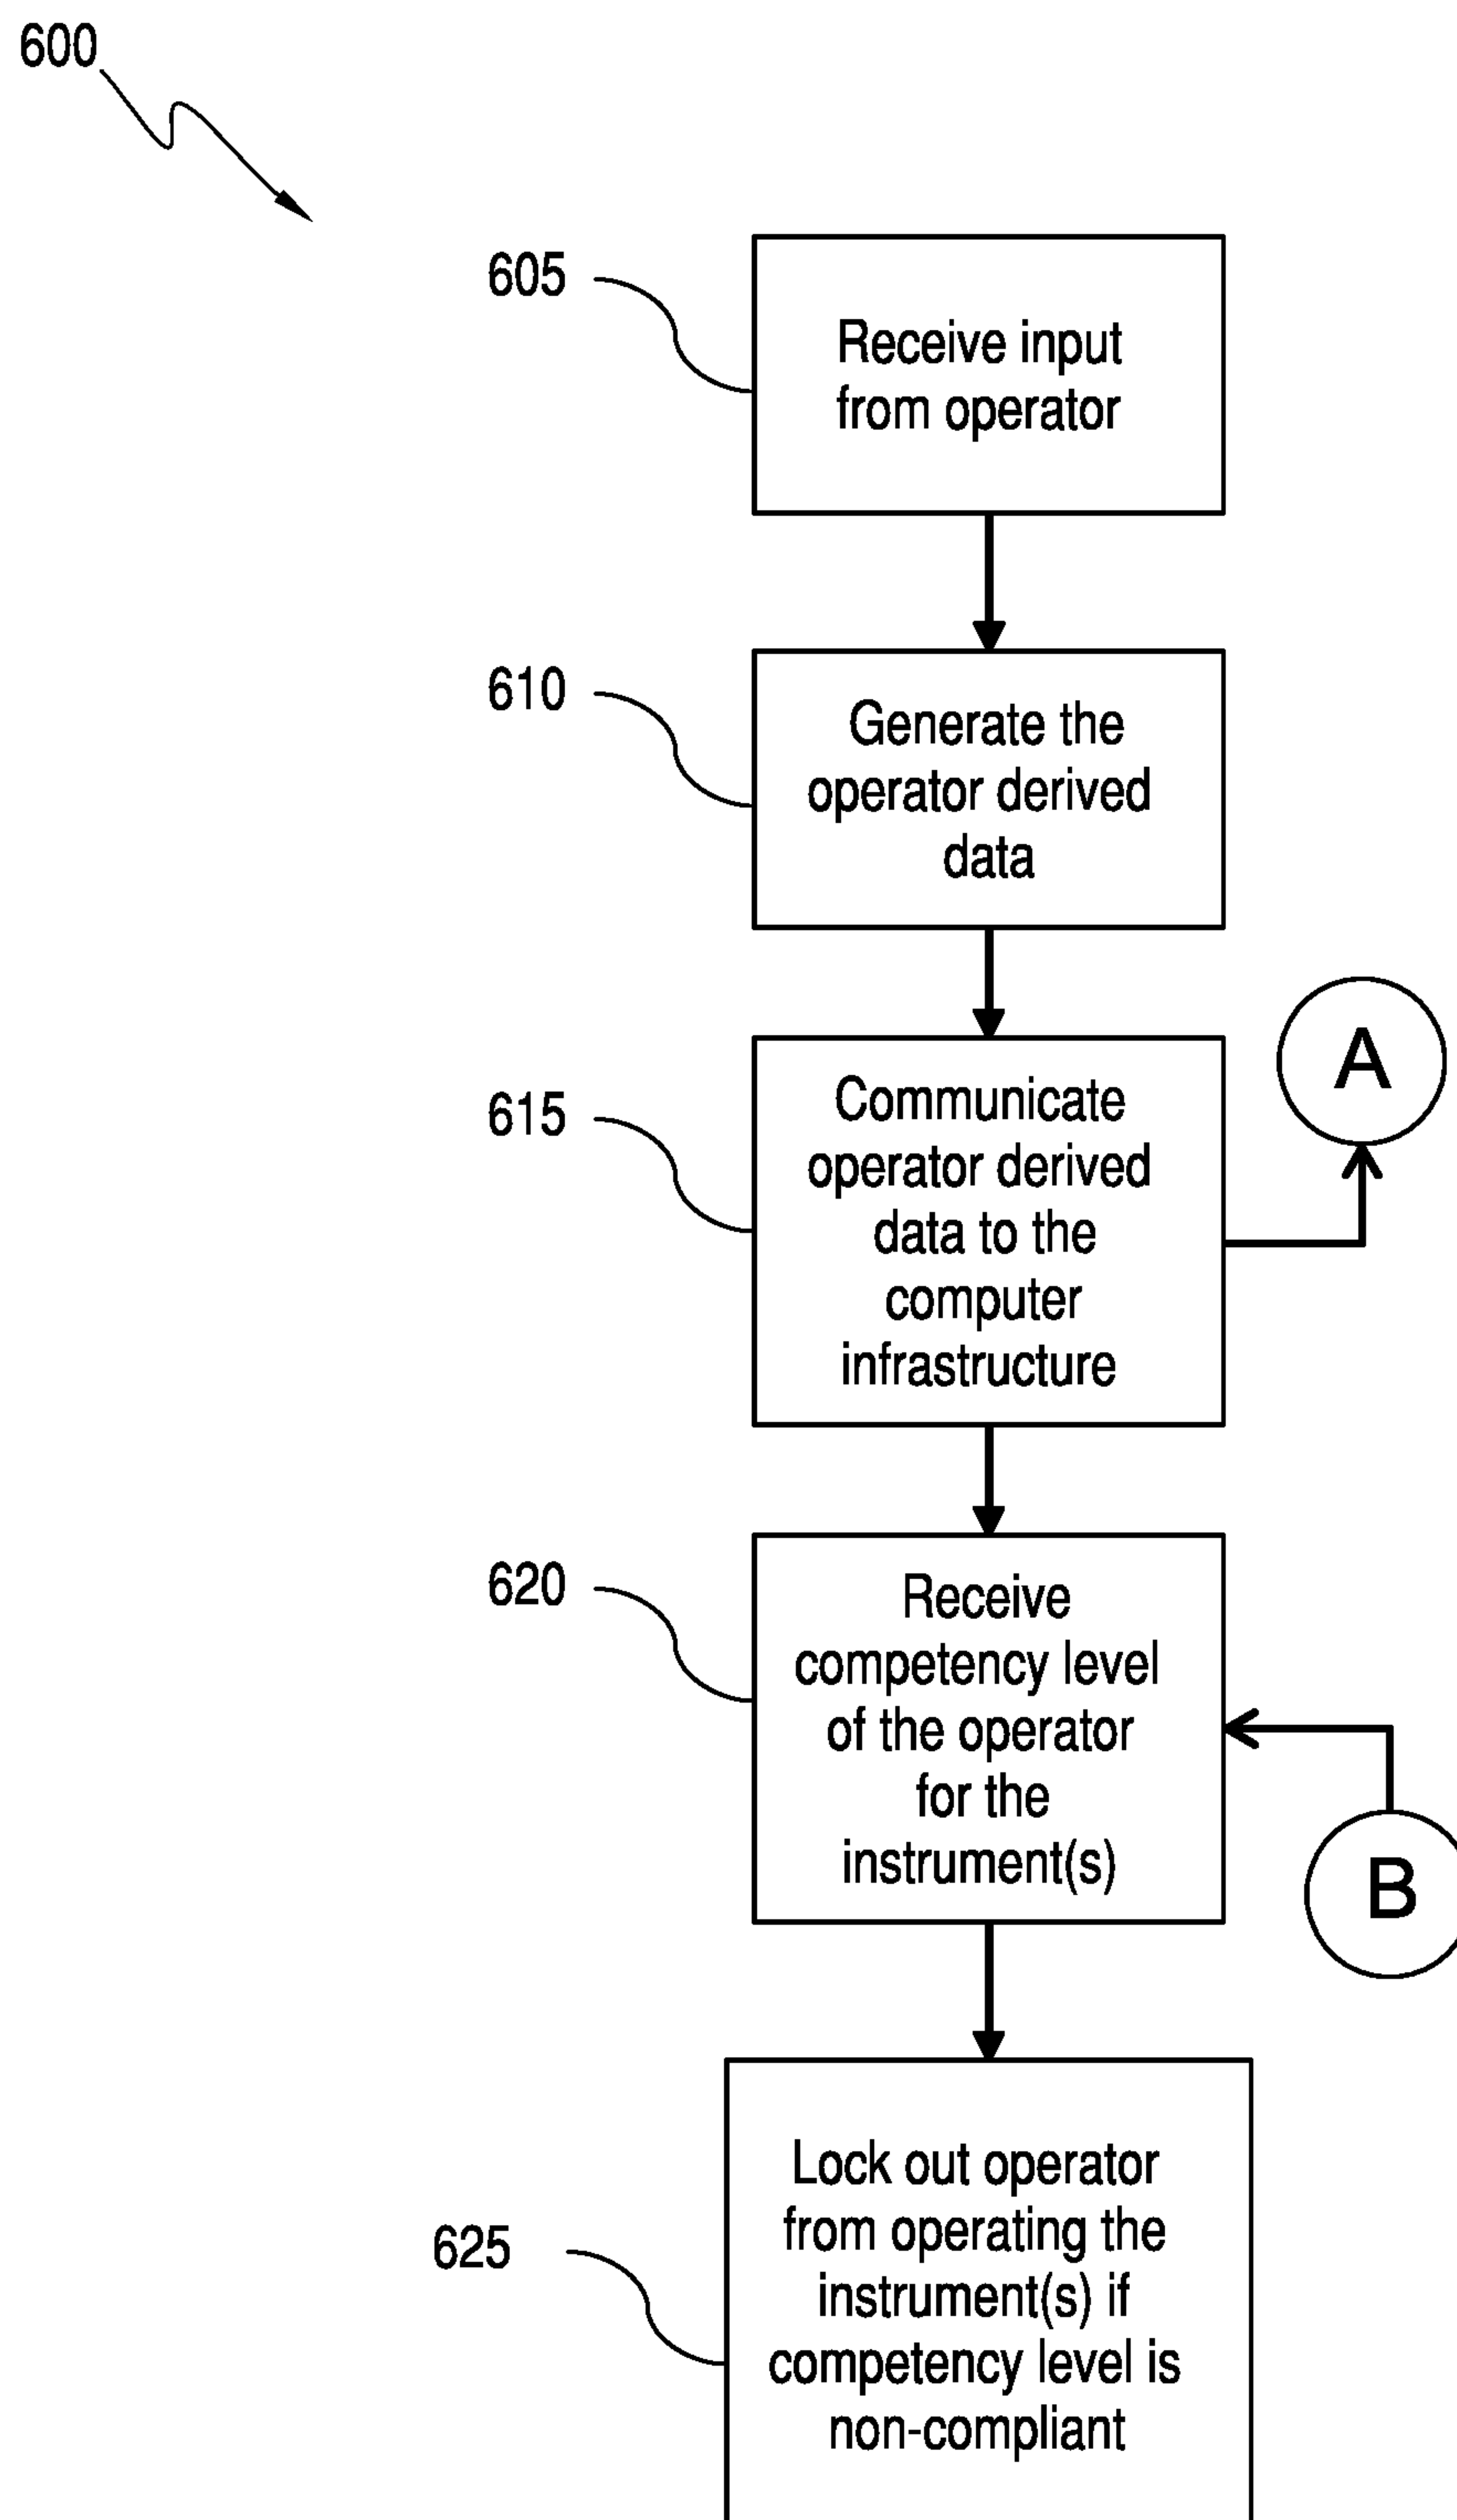 600
605
Receive input
from operator
610
Generate the
operator derived
data
A
615
Communicate
operator derived
data to the
computer
infrastructure
620
Receive
competency level
of the operator
for the
instrument(s)
B
625
Lock out operator
from operating the
instrument(s) if
competency level is
non-compliant